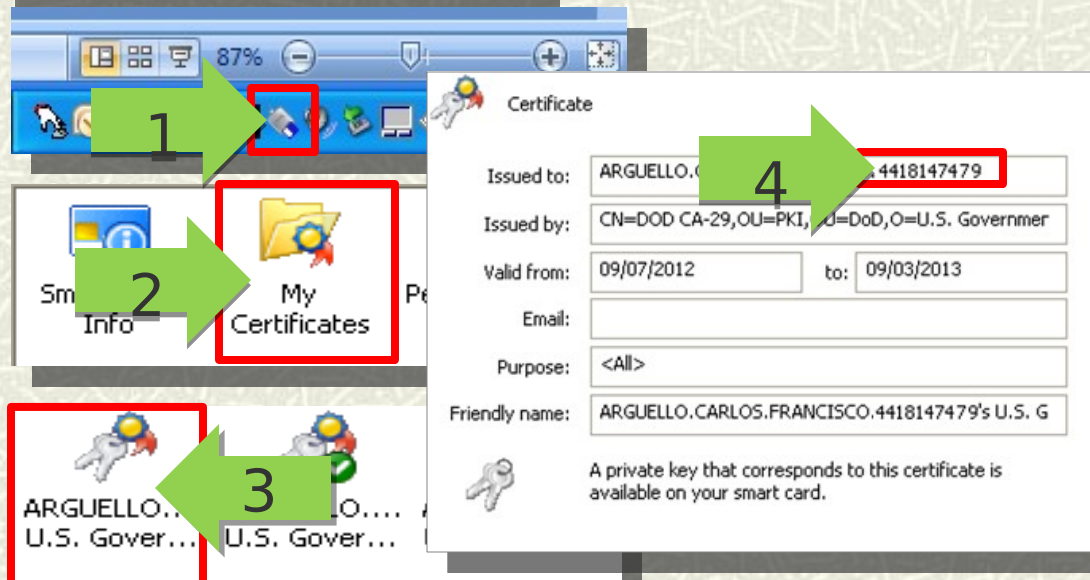 87%
1
Certificate
4
Issued to: ARGUELLO. 4418147479
Issued by: CN=DOD CA-29,OU=PKI, =DoD,O=U.S. Governmer
Valid from: 09/07/2012 to: 09/03/2013
Email:
Purpose: <All>
Friendly name: ARGUELLO.CARLOS.FRANCISCO.4418147479's U.S. G
A private key that corresponds to this certificate is
available on your smart card.
2
Info
My
Certificates
3
ARGUELLO...
U.S. Gover...
U.S. Gover...